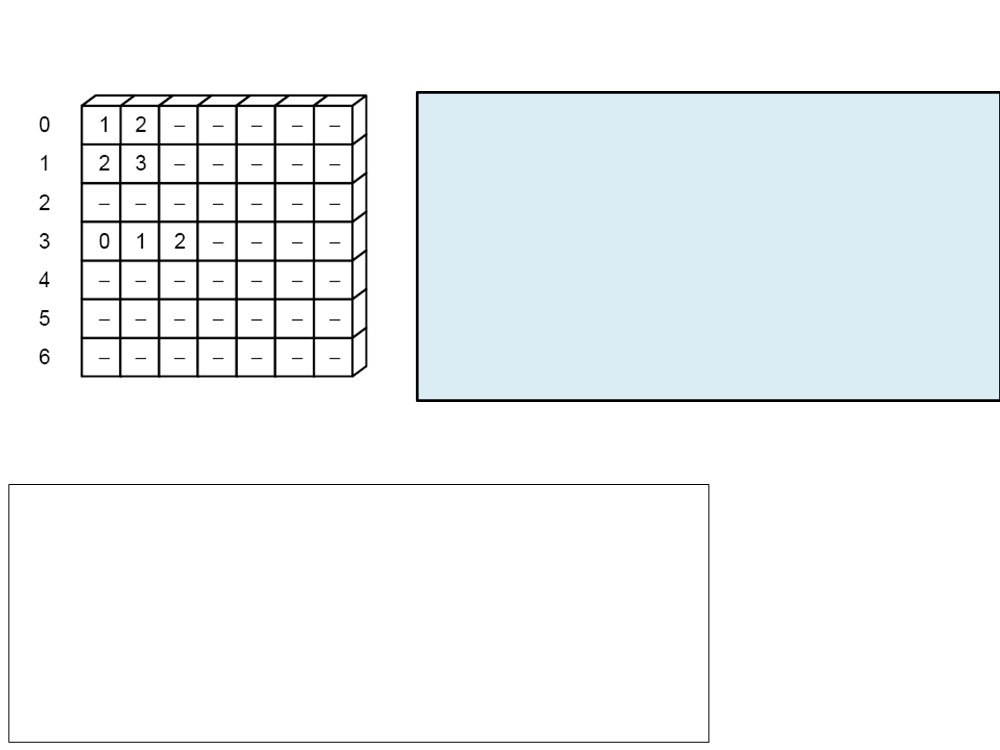 0 1 2 – – – – –
1 2 3 – – – – –
2 – – – – – – –
3 0 1 2 – – – –
4 – – – – – – –
5 – – – – – – –
6 – – – – – – –